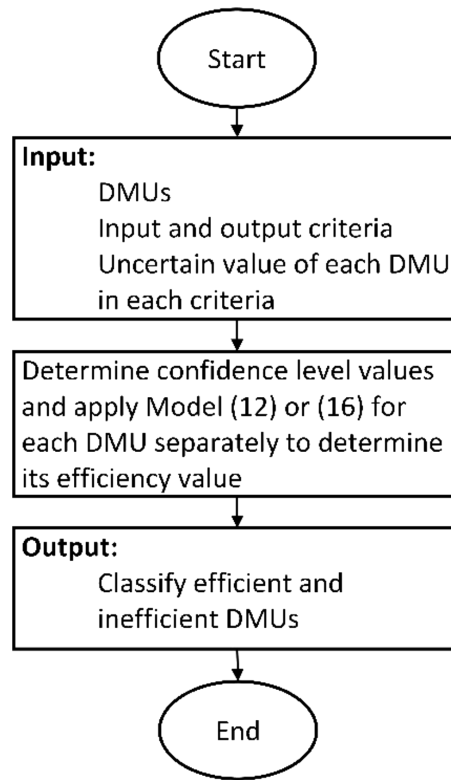 Start
Input:
DMUs
Input and output criteria
Uncertain value of each DMU
in each criteria
Determine confidence level values
and apply Model (12) or (16) for
each DMU separately to determine
its efficiency value
Output:
Classify efficient and
inefficient DMUs
End